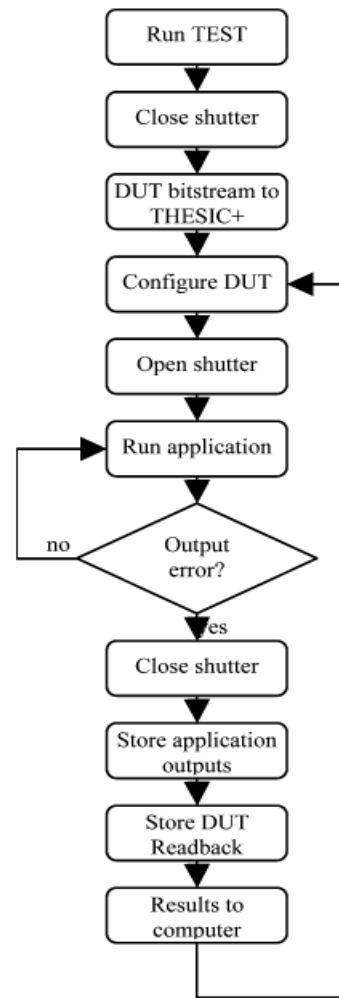 Run TEST
Close shutter
DUT bitstream to
THESIC+
Configure DUT
Open shutter
Run application
no
Output
error?
yes
Close shutter
Store application
outputs
Store DUT
Readback
Results to
computer